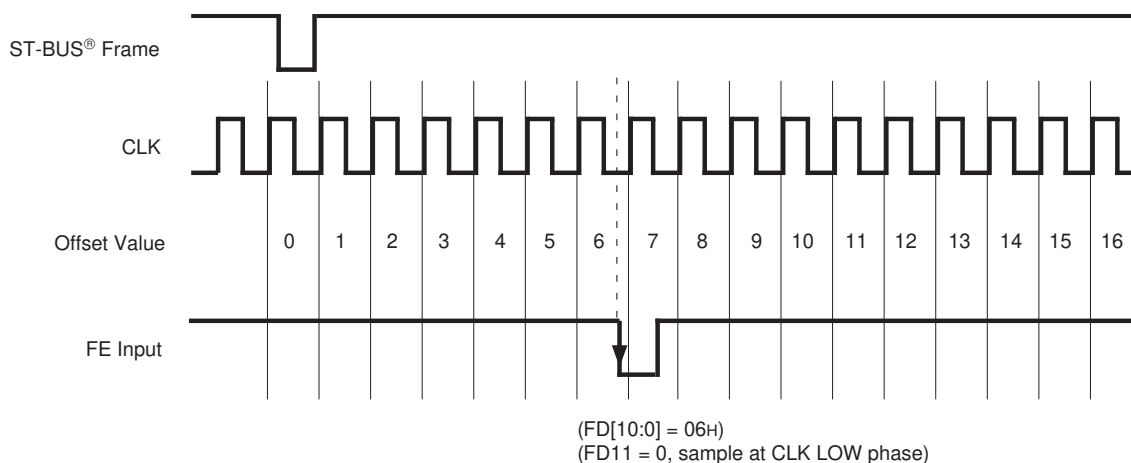 ST-BUS® Frame
CLK
Offset Value 0 1 2 3 4 5 6 7 8 9 10 11 12 13 14 15 16
FE Input
(FD[10:0] = 06H)
(FD11 = 0, sample at CLK LOW phase)